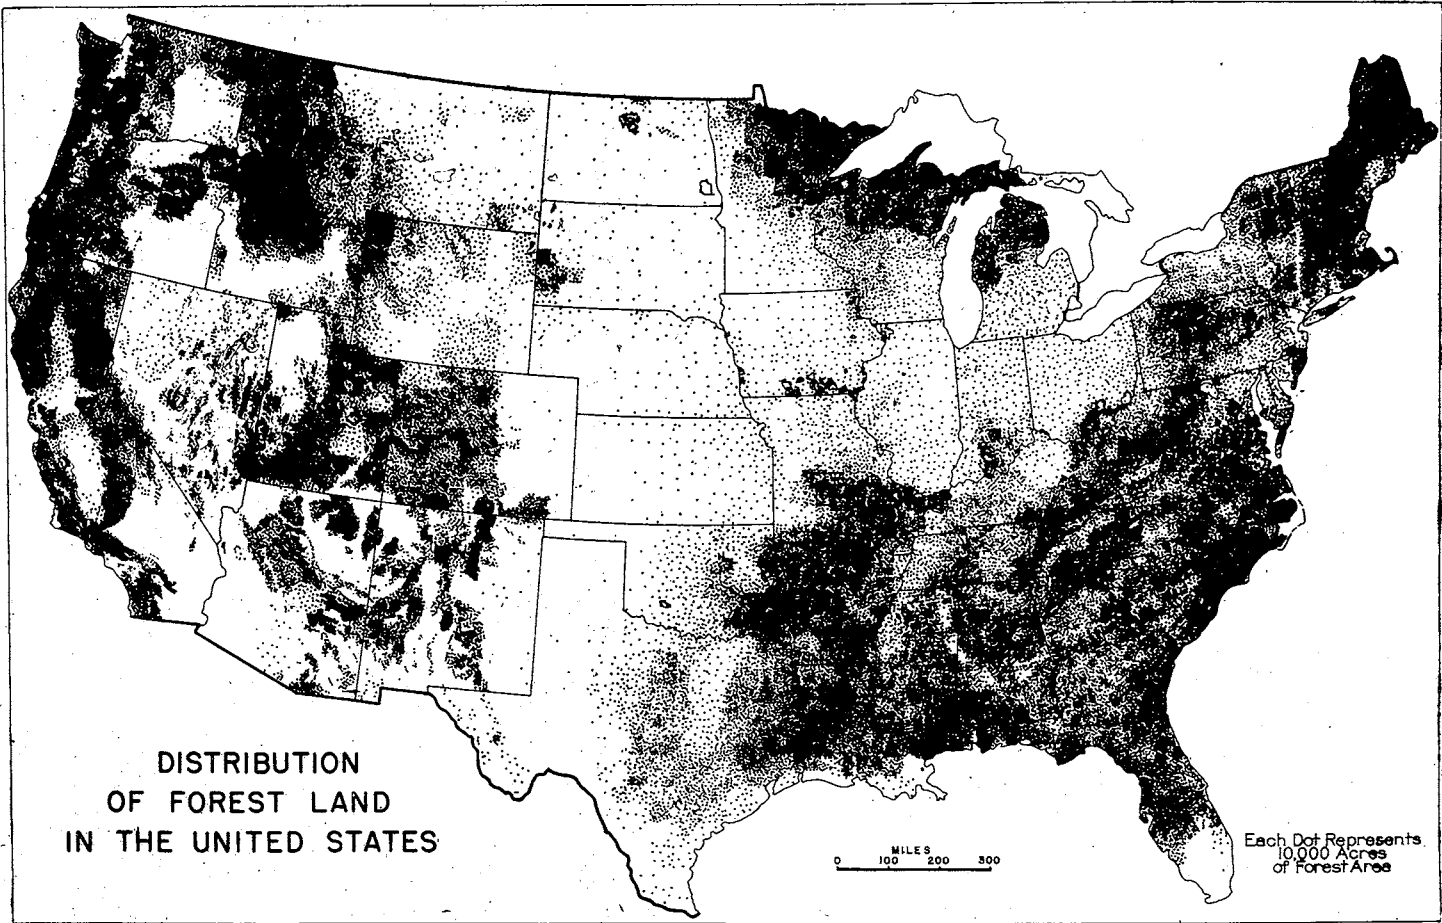 DISTRIBUTION
OF FOREST LAND
IN THE UNITED STATES
MILES
0 100 200 300
Each Dot Represents
10,000 Acres
of Forest Area